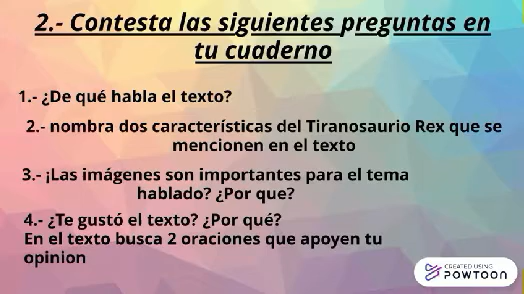 2.- Contesta las siguientes preguntas en
tu cuaderno
1.- ¿De qué habla el texto?
2.- nombra dos características del Tiranosaurio Rex que se
mencionen en el texto
3.- ¡Las imágenes son importantes para el tema
hablado? ¿Por que?
4.- ¿Te gustó el texto? ¿Por qué?
En el texto busca 2 oraciones que apoyen tu
opinion
CREATED USING
POWTOON